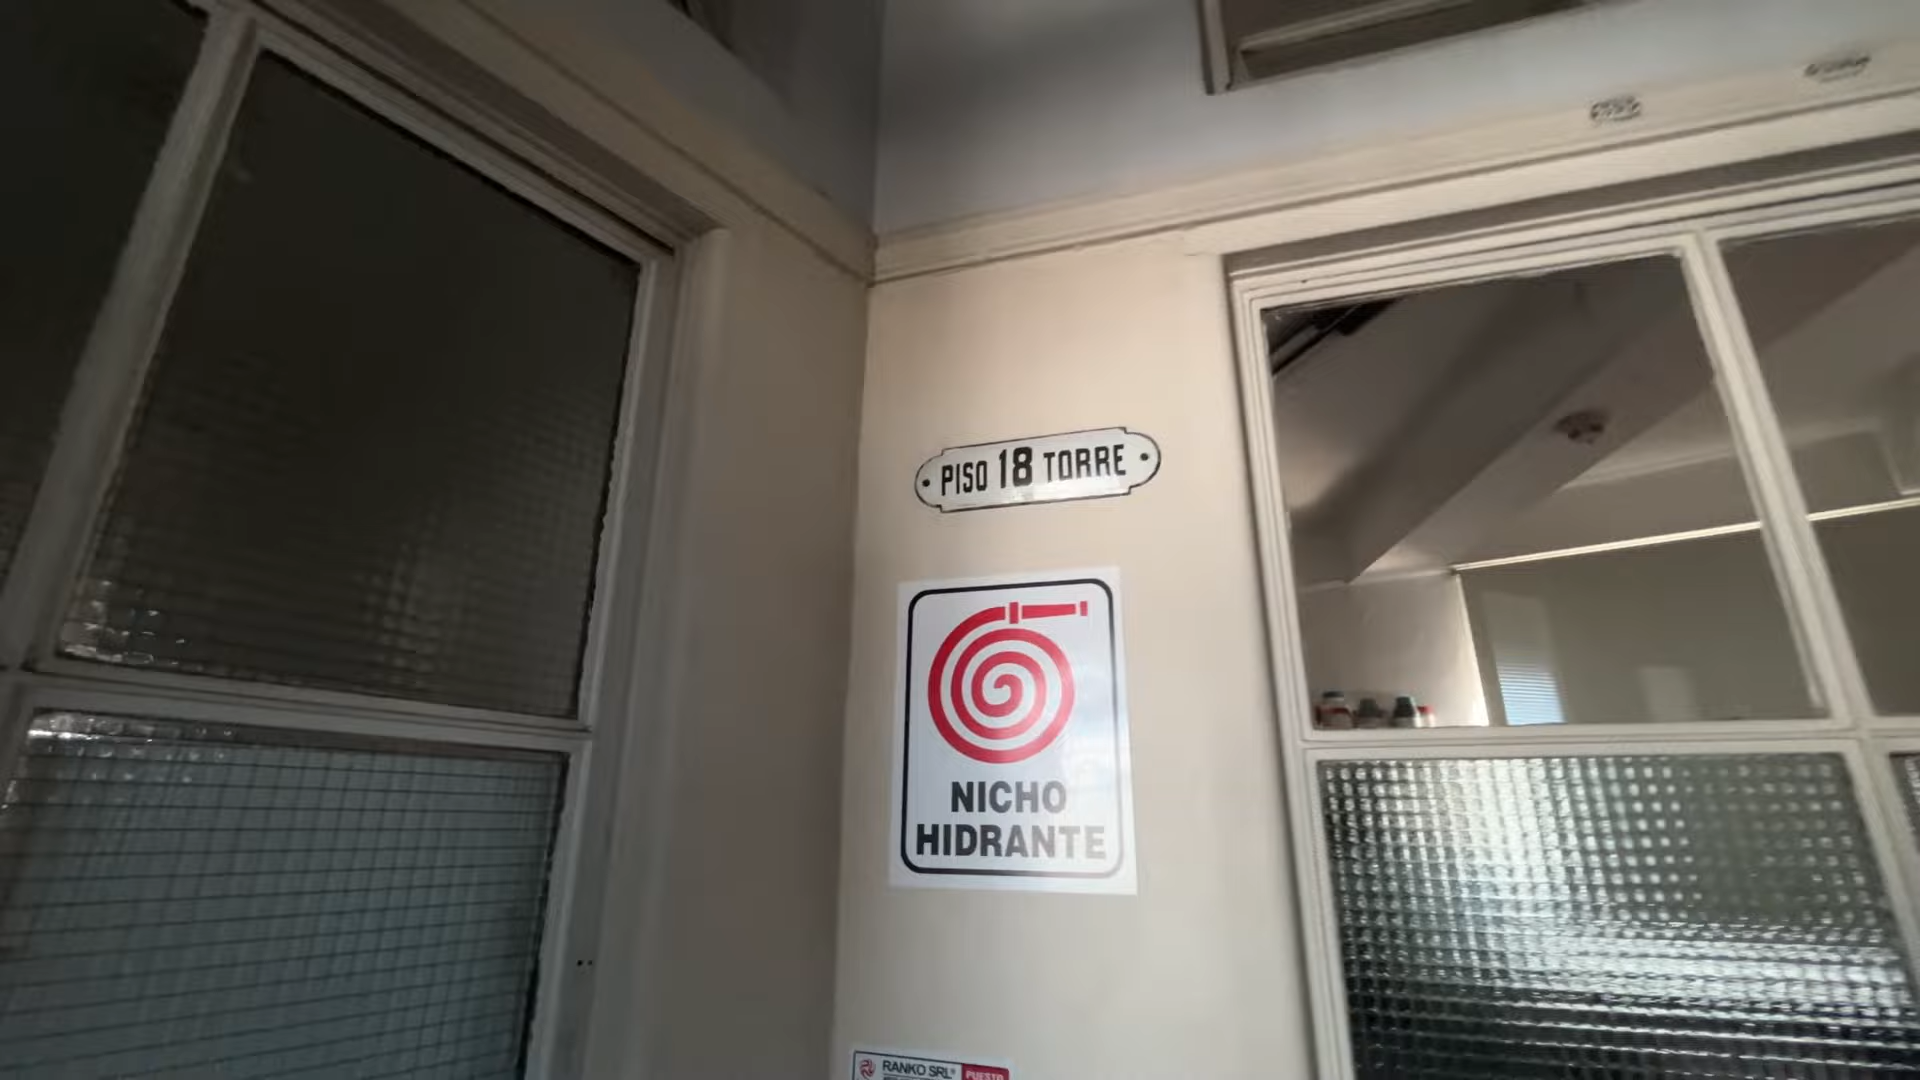 PISO 18 TORRE
NICHO
HIDRANTE
RANKO SRL®
PUESTO